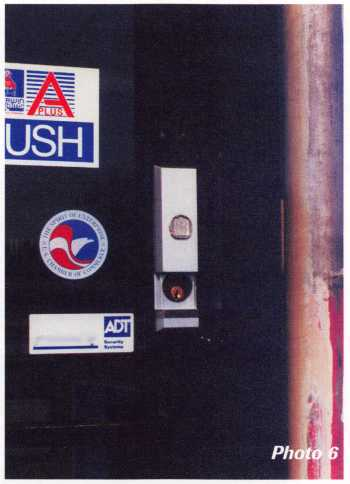 A
PLUS
USH
THE SPIRIT OF ENTERPRISE
U.S. CHAMBER OF COMMERCE
ADT
Security
Systems
Photo 6